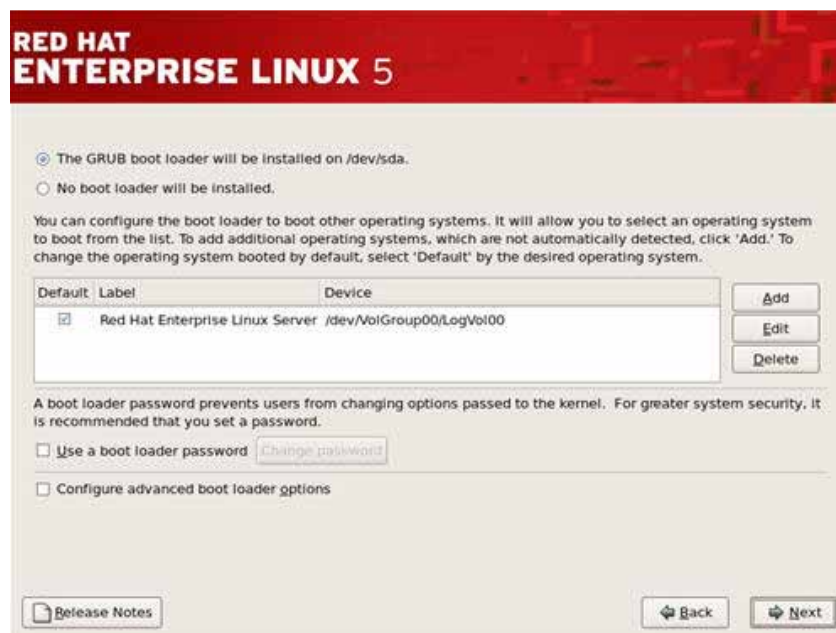 RED HAT
ENTERPRISE LINUX 5
The GRUB boot loader will be installed on /dev/sda.
No boot loader will be installed.
You can configure the boot loader to boot other operating systems. It will allow you to select an operating system
to boot from the list. To add additional operating systems, which are not automatically detected, click 'Add.' To
change the operating system booted by default, select 'Default' by the desired operating system.
Default Label Device
Red Hat Enterprise Linux Server /dev/VolGroup00/LogVol00
Add
Edit
Delete
A boot loader password prevents users from changing options passed to the kernel. For greater system security, it
is recommended that you set a password.
Use a boot loader password Change password
Configure advanced boot loader options
Release Notes Back Next